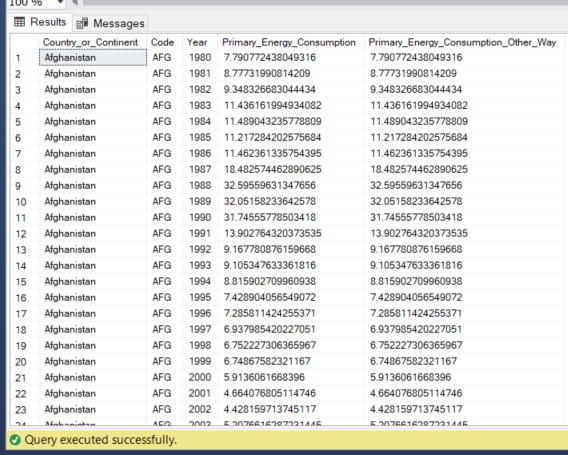 100 %
Results Messages
Country_or_Continent Code Year Primary_Energy_Consumption Primary_Energy_Consumption_Other_Way
1 Afghanistan AFG 1980 7.790772438049316 7.790772438049316
2 Afghanistan AFG 1981 8.77731990814209 8.77731990814209
3 Afghanistan AFG 1982 9.348326683044434 9.348326683044434
4 Afghanistan AFG 1983 11.436161994934082 11.436161994934082
5 Afghanistan AFG 1984 11.489043235778809 11.489043235778809
6 Afghanistan AFG 1985 11.217284202575684 11.217284202575684
7 Afghanistan AFG 1986 11.462361335754395 11.462361335754395
8 Afghanistan AFG 1987 18.482574462890625 18.482574462890625
9 Afghanistan AFG 1988 32.59559631347656 32.59559631347656
10 Afghanistan AFG 1989 32.05158233642578 32.05158233642578
11 Afghanistan AFG 1990 31.74555778503418 31.74555778503418
12 Afghanistan AFG 1991 13.902764320373535 13.902764320373535
13 Afghanistan AFG 1992 9.167780876159668 9.167780876159668
14 Afghanistan AFG 1993 9.105347633361816 9.105347633361816
15 Afghanistan AFG 1994 8.815902709960938 8.815902709960938
16 Afghanistan AFG 1995 7.428904056549072 7.428904056549072
17 Afghanistan AFG 1996 7.285811424255371 7.285811424255371
18 Afghanistan AFG 1997 6.937985420227051 6.937985420227051
19 Afghanistan AFG 1998 6.752227306365967 6.752227306365967
20 Afghanistan AFG 1999 6.74867582321167 6.74867582321167
21 Afghanistan AFG 2000 5.9136061668396 5.9136061668396
22 Afghanistan AFG 2001 4.664076805114746 4.664076805114746
23 Afghanistan AFG 2002 4.428159713745117 4.428159713745117
24 Afghanistan AFG 2003 5.2076616287231445 5.2076616287231445
Query executed successfully.